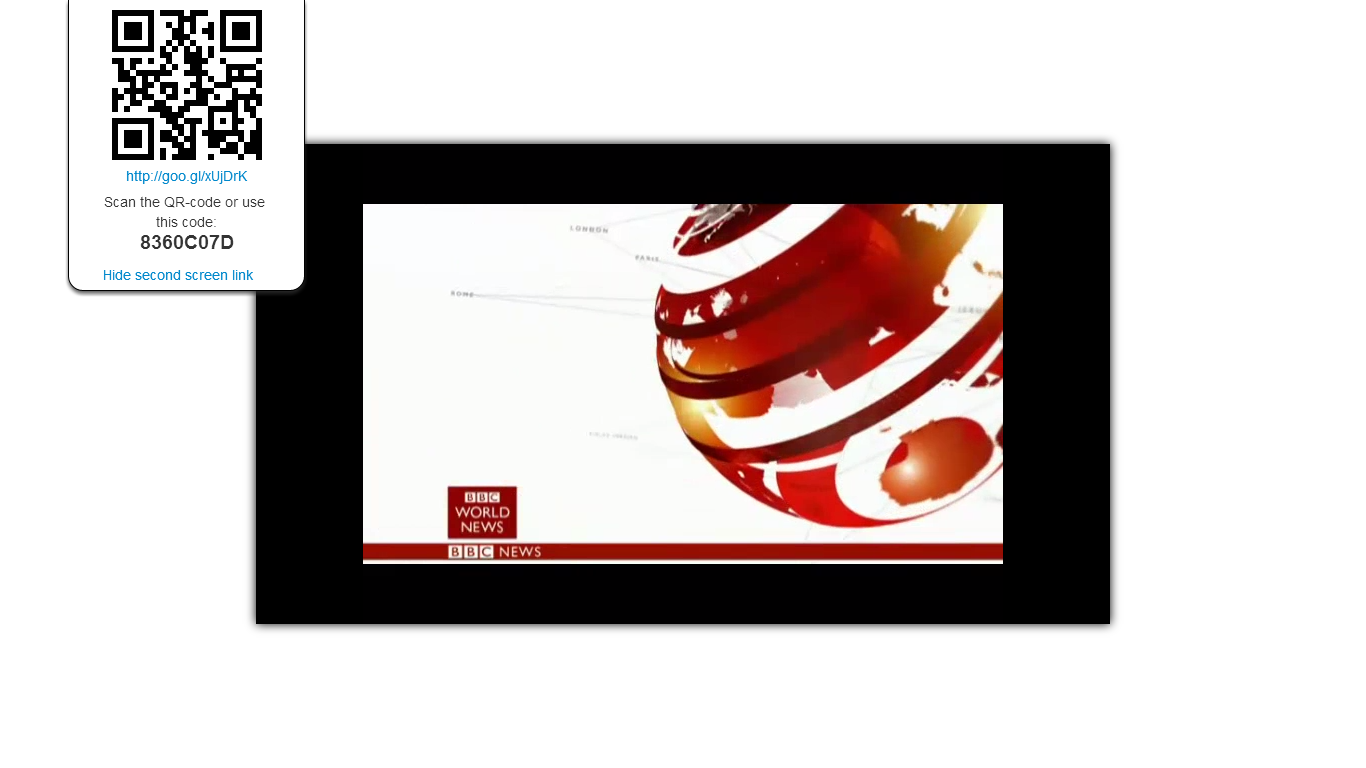 http://goo.gl/xUjDrK
Scan the QR-code or use
this code:
8360C07D
Hide second screen link
LONDON
PARIS
ROME
BBC
WORLD
NEWS
BBC NEWS